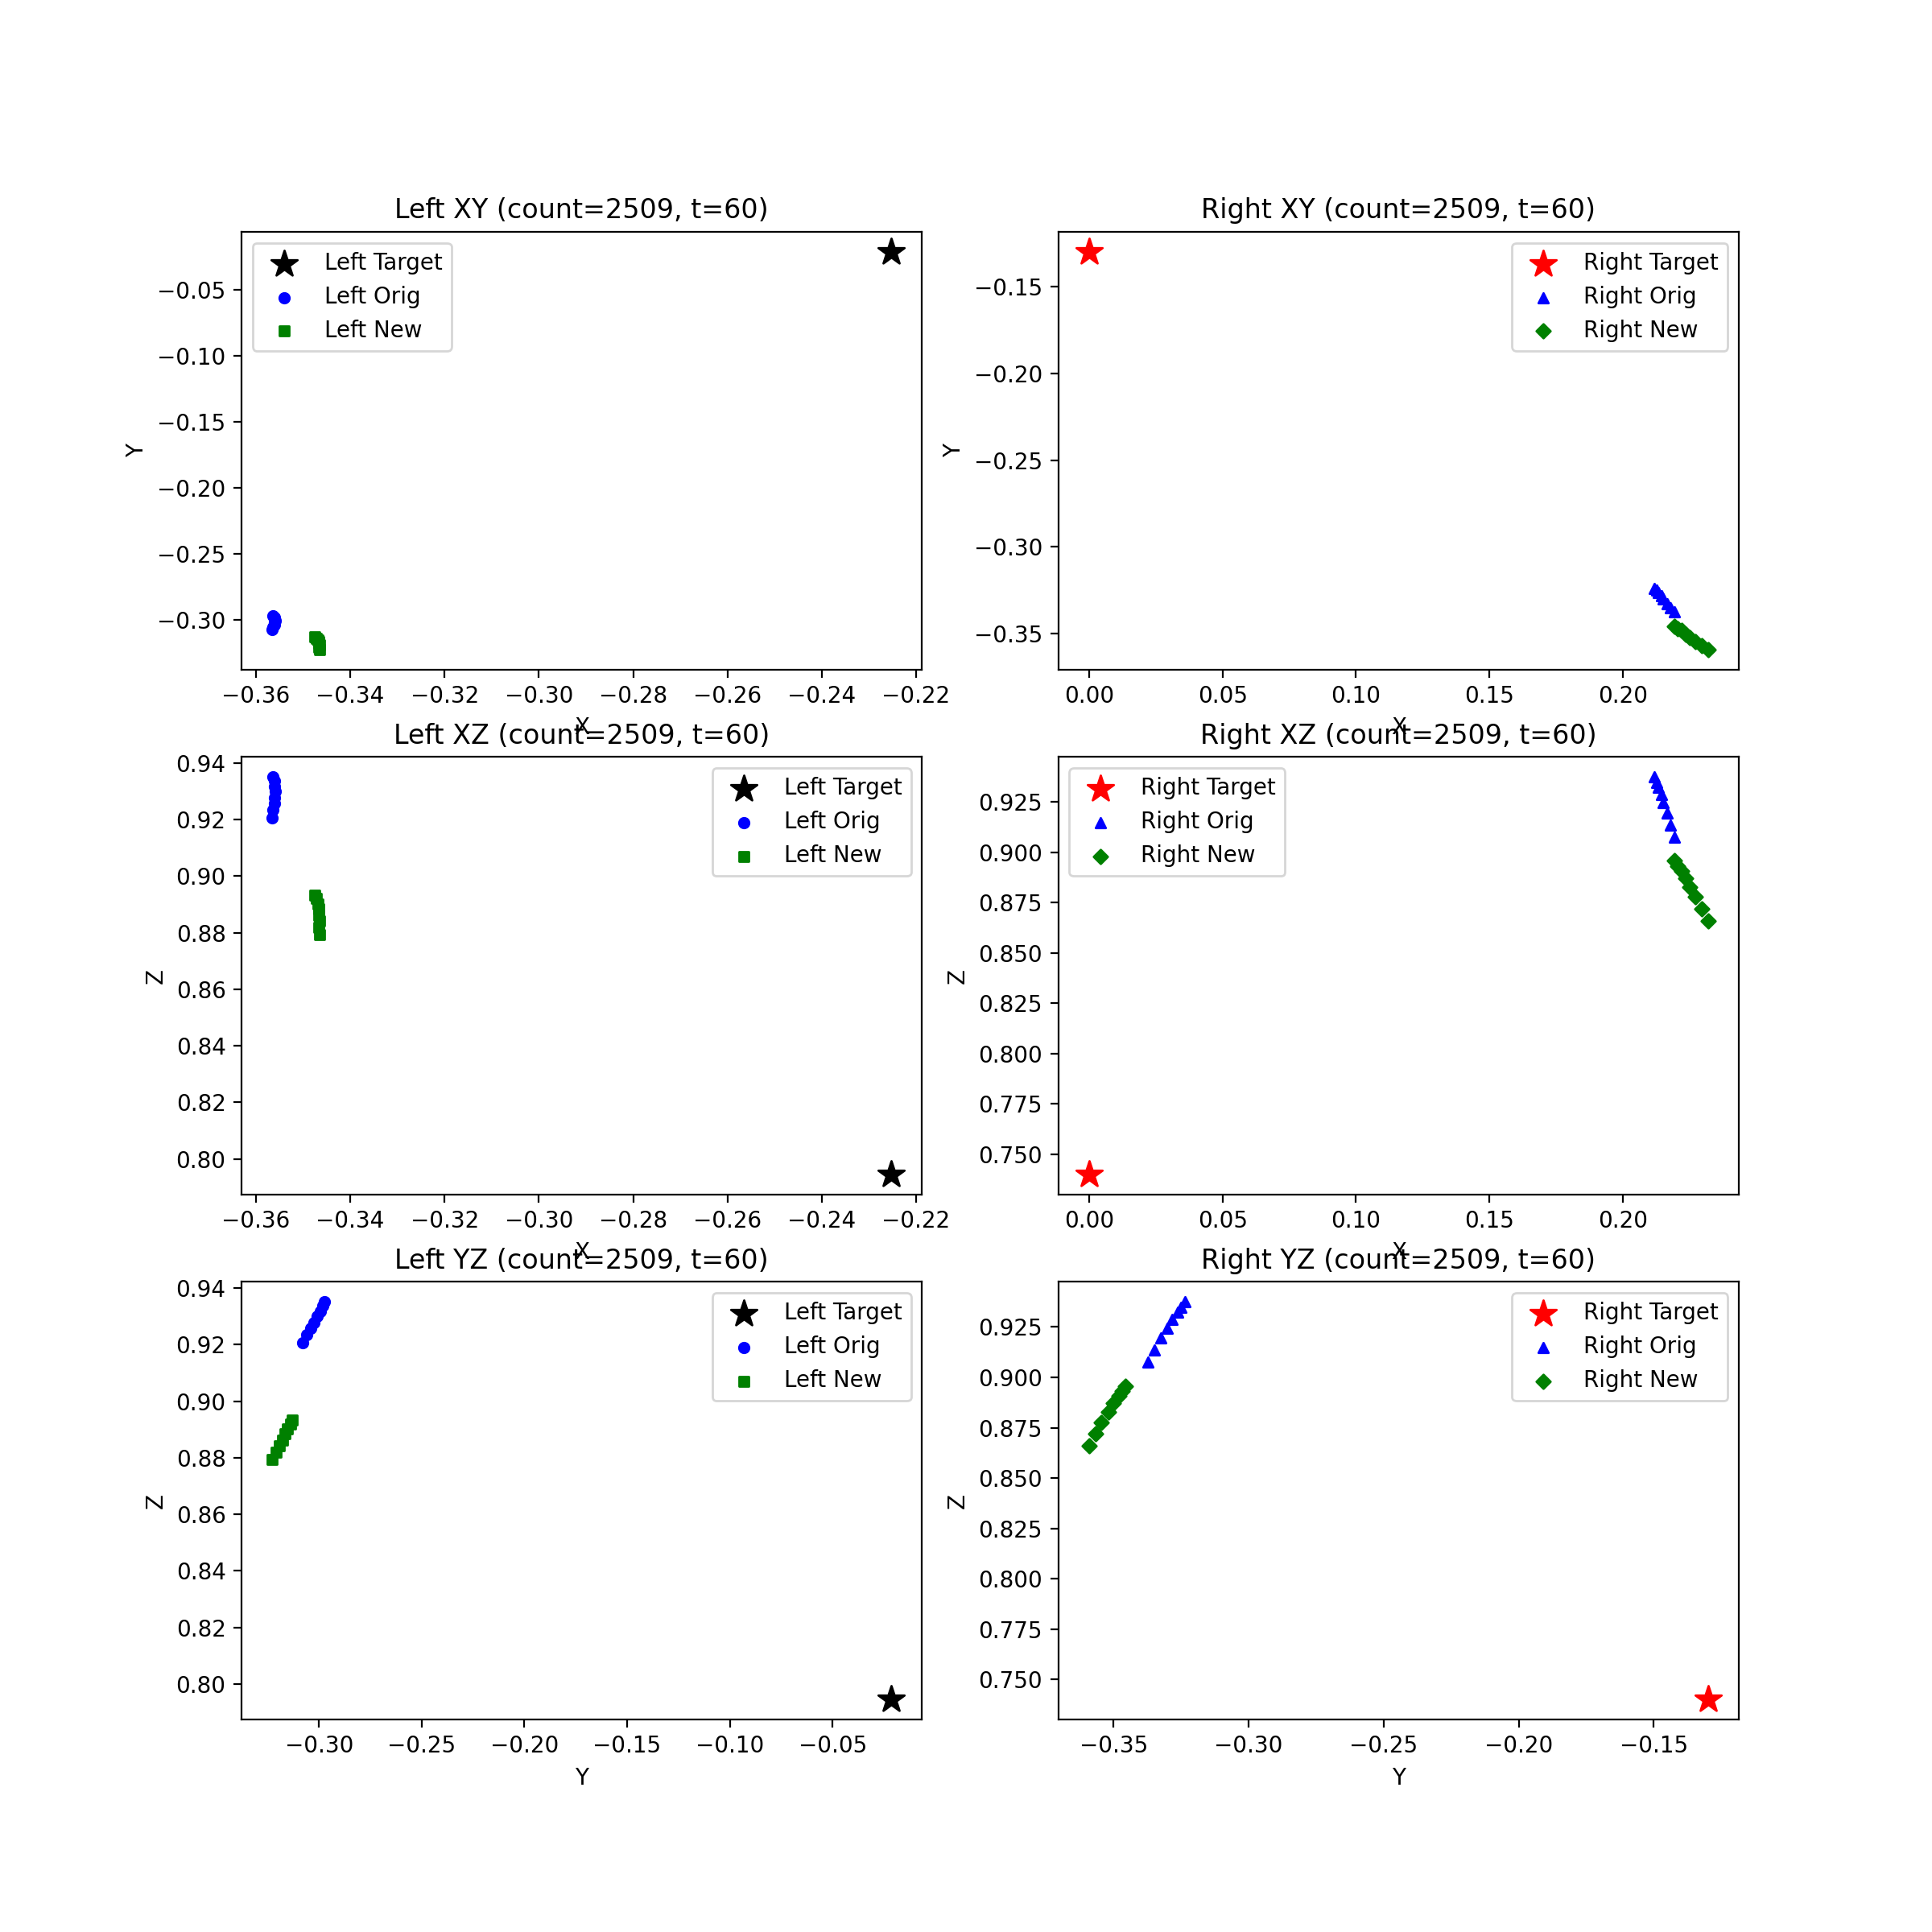 Left XY (count=2509, t=60)
Left Target
Left Orig
Left New
Y
−0.05
−0.10
−0.15
−0.20
−0.25
−0.30
−0.36 −0.34 −0.32 −0.30 −0.28 −0.26 −0.24 −0.22
X
Right XY (count=2509, t=60)
Right Target
Right Orig
Right New
Y
−0.15
−0.20
−0.25
−0.30
−0.35
0.00 0.05 0.10 0.15 0.20
X
Left XZ (count=2509, t=60)
Left Target
Left Orig
Left New
Z
0.94
0.92
0.90
0.88
0.86
0.84
0.82
0.80
−0.36 −0.34 −0.32 −0.30 −0.28 −0.26 −0.24 −0.22
X
Right XZ (count=2509, t=60)
Right Target
Right Orig
Right New
Z
0.925
0.900
0.875
0.850
0.825
0.800
0.775
0.750
0.00 0.05 0.10 0.15 0.20
X
Left YZ (count=2509, t=60)
Left Target
Left Orig
Left New
Z
0.94
0.92
0.90
0.88
0.86
0.84
0.82
0.80
−0.30 −0.25 −0.20 −0.15 −0.10 −0.05
Y
Right YZ (count=2509, t=60)
Right Target
Right Orig
Right New
Z
0.925
0.900
0.875
0.850
0.825
0.800
0.775
0.750
−0.35 −0.30 −0.25 −0.20 −0.15
Y